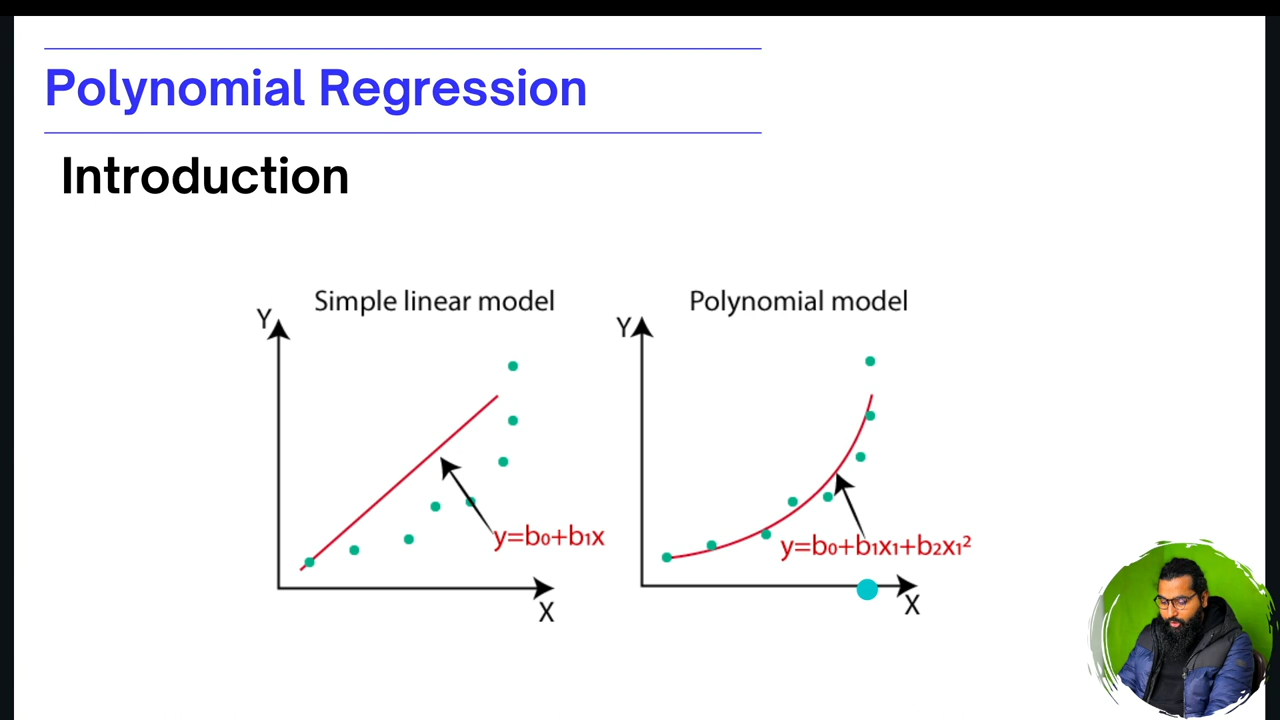 Polynomial Regression
Introduction
Simple linear model
Y
y=b₀+b₁x
X
Polynomial model
Y
y=b₀+b₁x₁+b₂x₁²
X